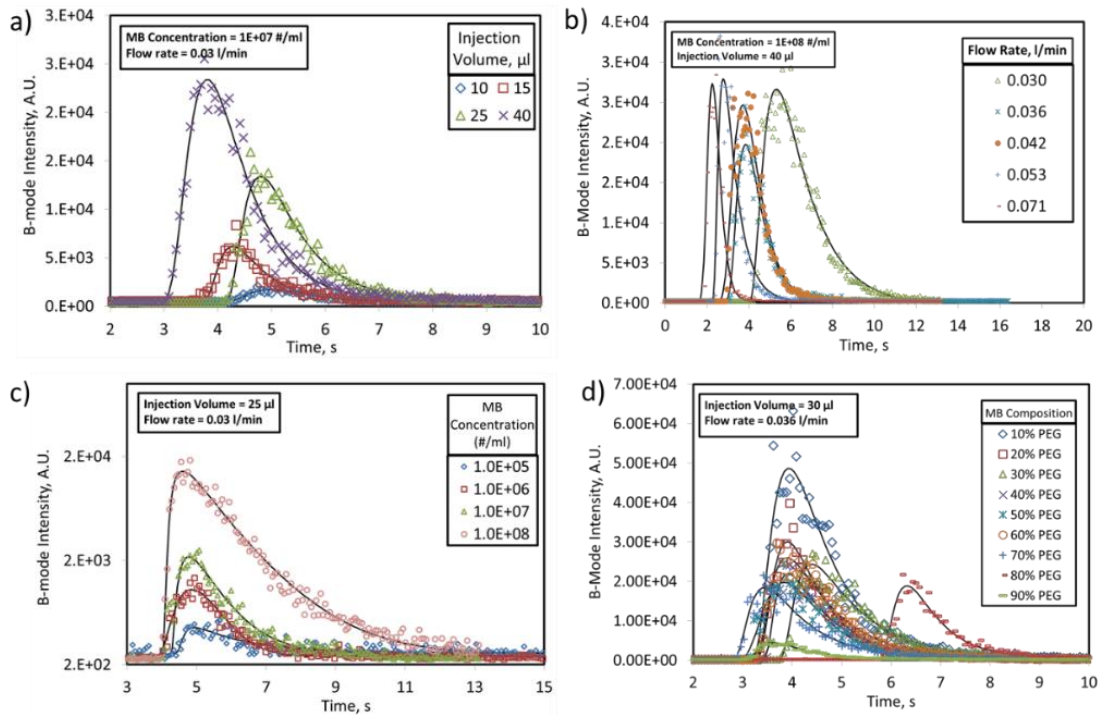 a)
MB Concentration = 1E+07 #/ml
Flow rate = 0.03 l/min
Injection
Volume, µl
10 15
25 40
B-mode Intensity, A.U.
3.E+04
3.E+04
2.E+04
2.E+04
1.E+04
5.E+03
0.E+00
2 3 4 5 6 7 8 9 10
Time, s
b)
MB Concentration = 1E+08 #/ml
Injection Volume = 40 µl
Flow Rate, l/min
0.030
0.036
0.042
0.053
0.071
B-Mode Intensity, A.U.
4.E+04
4.E+04
3.E+04
3.E+04
2.E+04
2.E+04
1.E+04
5.E+03
0.E+00
0 2 4 6 8 10 12 14 16 18 20
Time, s
c)
Injection Volume = 25 µl
Flow rate = 0.03 l/min
MB
Concentration
(#/ml)
1.0E+05
1.0E+06
1.0E+07
1.0E+08
B-mode Intensity, A.U.
2.E+04
2.E+03
2.E+02
3 5 7 9 11 13 15
Time, s
d)
Injection Volume = 30 µl
Flow rate = 0.036 l/min
MB Composition
10% PEG
20% PEG
30% PEG
40% PEG
50% PEG
60% PEG
70% PEG
80% PEG
90% PEG
B-Mode Intensity, A.U.
7.00E+04
6.00E+04
5.00E+04
4.00E+04
3.00E+04
2.00E+04
1.00E+04
0.00E+00
2 3 4 5 6 7 8 9 10
Time, s